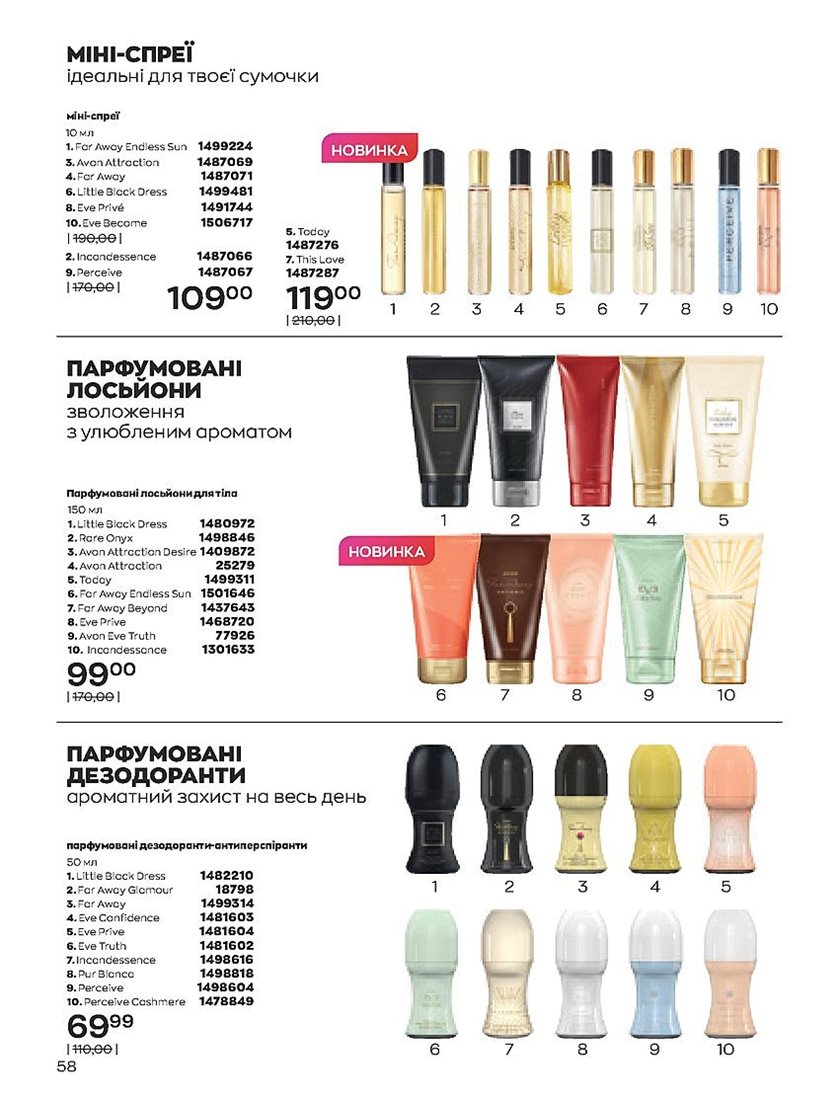 МІНІ-СПРЕЇ
ідеальні для твоєї сумочки
міні-спреї
10 мл
1. Far Away Endless Sun 1499224
3. Avon Attraction 1487069
4. Far Away 1487071
6. Little Black Dress 1499481
8. Eve Privé 1491744
10. Eve Become 1506717
|190,00|
2. Incandessence 1487066
9. Perceive 1487067
|170,00|
109 00
5. Today
1487276
7. This Love
1487287
119 00
|210,00|
НОВИНКА
1 2 3 4 5 6 7 8 9 10
ПАРФУМОВАНІ
ЛОСЬЙОНИ
зволоження
з улюбленим ароматом
Парфумовані лосьйони для тіла
150 мл
1. Little Black Dress 1480972
2. Rare Onyx 1498846
3. Avon Attraction Desire 1409872
4. Avon Attraction 25279
5. Today 1499311
6. Far Away Endless Sun 1501646
7. Far Away Beyond 1437643
8. Eve Prive 1468720
9. Avon Eve Truth 77926
10. Incandessance 1301633
99 00
|170,00|
1 2 3 4 5
НОВИНКА
6 7 8 9 10
ПАРФУМОВАНІ
ДЕЗОДОРАНТИ
ароматний захист на весь день
парфумовані дезодоранти-антиперспіранти
50 мл
1. Little Black Dress 1482210
2. Far Away Glamour 18798
3. Far Away 1499314
4. Eve Confidence 1481603
5. Eve Prive 1481604
6. Eve Truth 1481602
7. Incandessence 1498616
8. Pur Blanca 1498818
9. Perceive 1498604
10. Perceive Cashmere 1478849
69 99
|110,00|
1 2 3 4 5
6 7 8 9 10
58